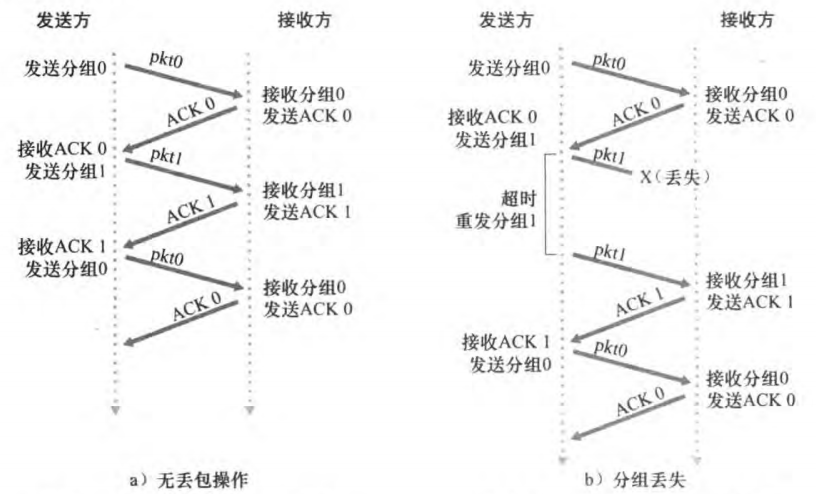 发送方
接收方
发送分组0
pkt0
接收分组0
发送ACK 0
ACK 0
接收ACK 0
发送分组1
pkt1
接收分组1
发送ACK 1
ACK 1
接收ACK 1
发送分组0
pkt0
接收分组0
发送ACK 0
ACK 0
a）无丢包操作
发送方
接收方
发送分组0
pkt0
接收分组0
发送ACK 0
ACK 0
接收ACK 0
发送分组1
pkt1
X（丢失）
超时
重发分组1
pkt1
接收分组1
发送ACK 1
ACK 1
接收ACK 1
发送分组0
pkt0
接收分组0
发送ACK 0
ACK 0
b）分组丢失